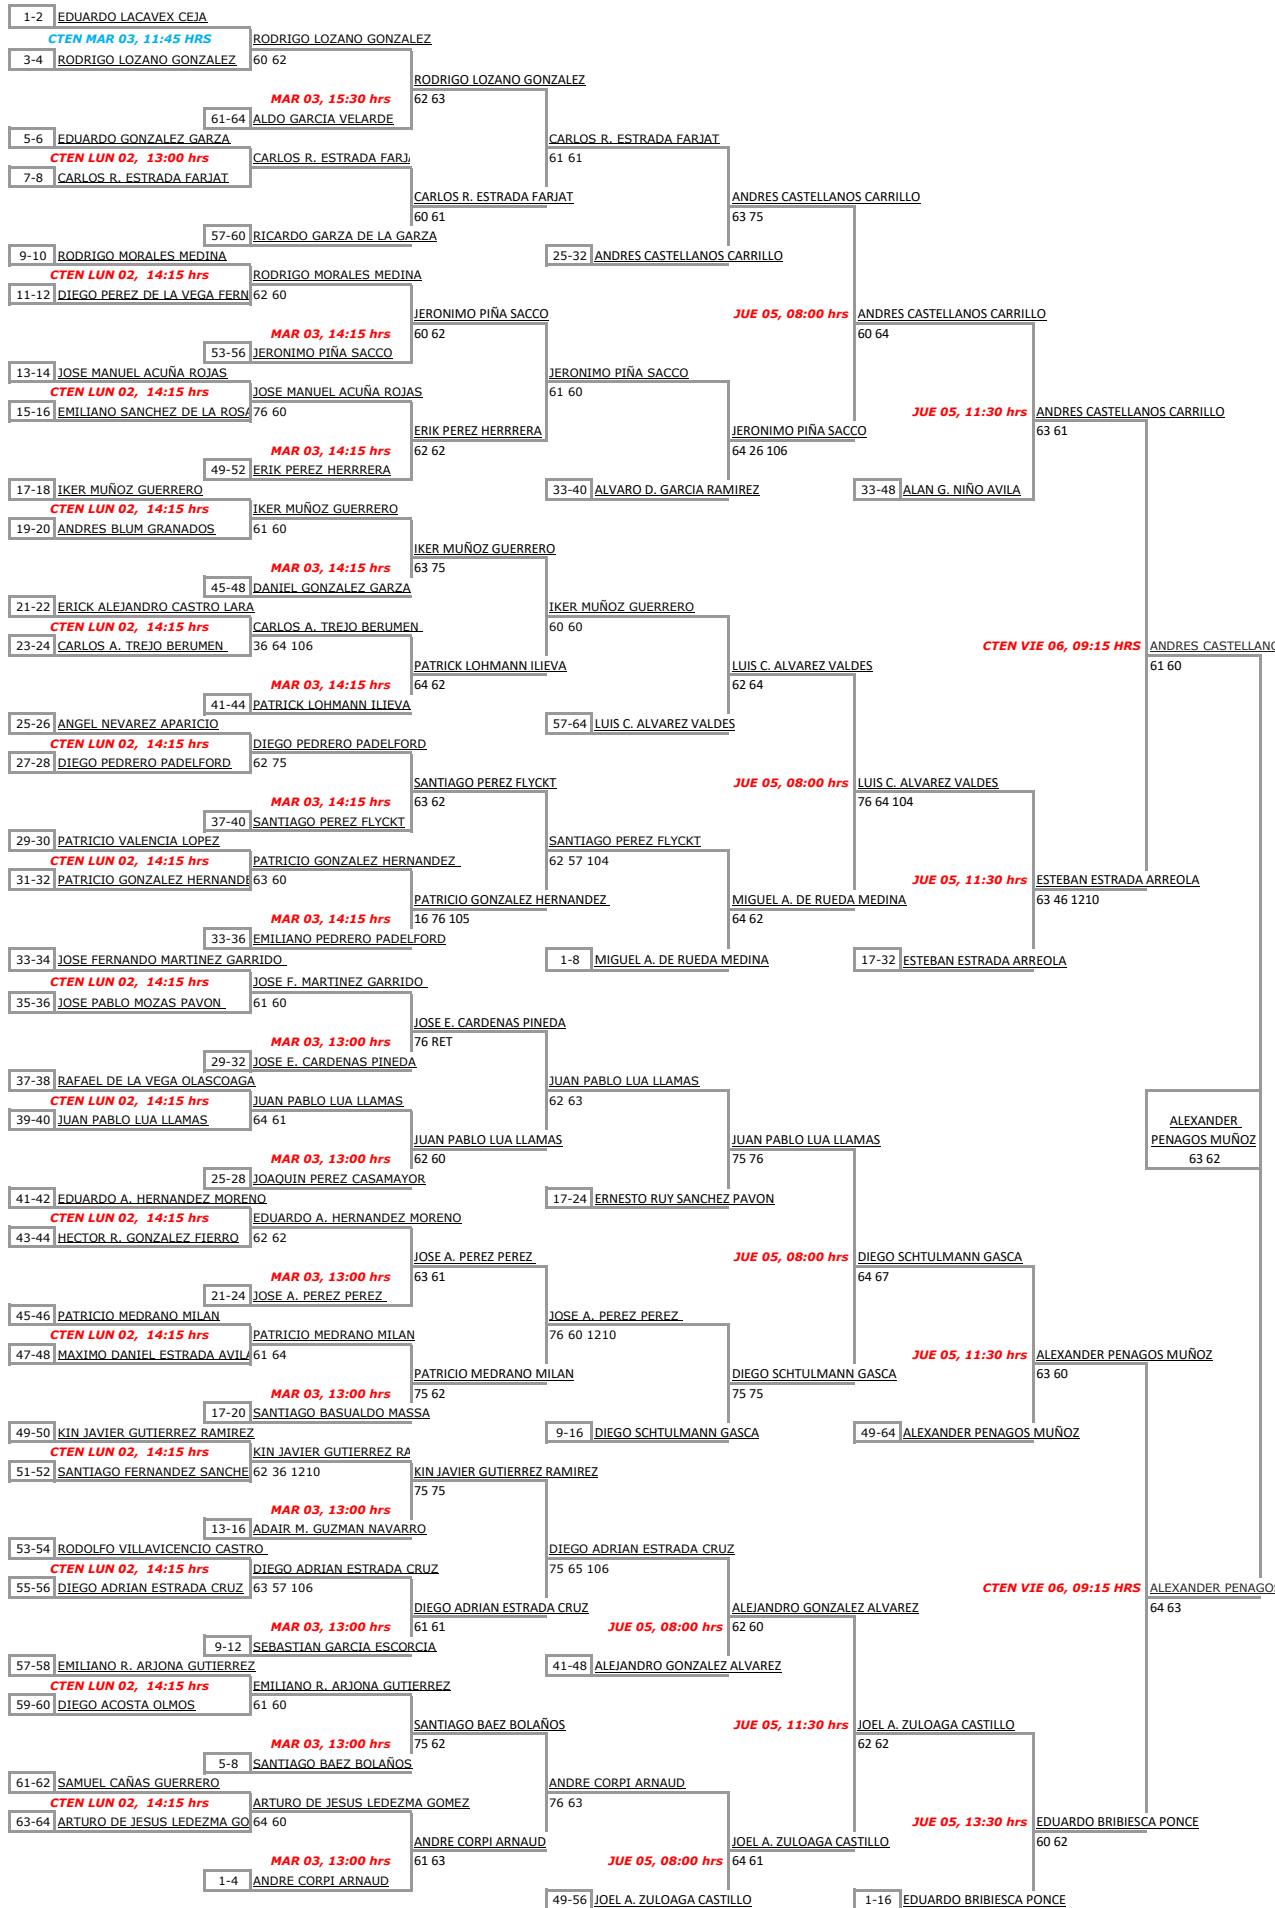 1-2 EDUARDO LACAVEX CEJA
CTEN MAR 03, 11:45 HRS RODRIGO LOZANO GONZALEZ
3-4 RODRIGO LOZANO GONZALEZ 60 62
RODRIGO LOZANO GONZALEZ
MAR 03, 15:30 hrs 62 63
61-64 ALDO GARCIA VELARDE
5-6 EDUARDO GONZALEZ GARZA CARLOS R. ESTRADA FARJAT
CTEN LUN 02, 13:00 hrs CARLOS R. ESTRADA FARJ 61 61
7-8 CARLOS R. ESTRADA FARJAT
CARLOS R. ESTRADA FARJAT ANDRES CASTELLANOS CARRILLO
60 61 63 75
57-60 RICARDO GARZA DE LA GARZA
9-10 RODRIGO MORALES MEDINA 25-32 ANDRES CASTELLANOS CARRILLO
CTEN LUN 02, 14:15 hrs RODRIGO MORALES MEDINA
11-12 DIEGO PEREZ DE LA VEGA FERN 62 60
JERONIMO PIÑA SACCO JUE 05, 08:00 hrs ANDRES CASTELLANOS CARRILLO
MAR 03, 14:15 hrs 60 62 60 64
53-56 JERONIMO PIÑA SACCO
13-14 JOSE MANUEL ACUÑA ROJAS JERONIMO PIÑA SACCO
CTEN LUN 02, 14:15 hrs JOSE MANUEL ACUÑA ROJAS 61 60
15-16 EMILIANO SANCHEZ DE LA ROSA 76 60 JUE 05, 11:30 hrs ANDRES CASTELLANOS CARRILLO
ERIK PEREZ HERRRERA JERONIMO PIÑA SACCO 63 61
MAR 03, 14:15 hrs 62 62 64 26 106
49-52 ERIK PEREZ HERRRERA
17-18 IKER MUÑOZ GUERRERO 33-40 ALVARO D. GARCIA RAMIREZ 33-48 ALAN G. NIÑO AVILA
CTEN LUN 02, 14:15 hrs IKER MUÑOZ GUERRERO
19-20 ANDRES BLUM GRANADOS 61 60
IKER MUÑOZ GUERRERO
MAR 03, 14:15 hrs 63 75
45-48 DANIEL GONZALEZ GARZA
21-22 ERICK ALEJANDRO CASTRO LARA IKER MUÑOZ GUERRERO
CTEN LUN 02, 14:15 hrs CARLOS A. TREJO BERUMEN 60 60
23-24 CARLOS A. TREJO BERUMEN 36 64 106 CTEN VIE 06, 09:15 HRS ANDRES CASTELLANO
PATRICK LOHMANN ILIEVA LUIS C. ALVAREZ VALDES 61 60
MAR 03, 14:15 hrs 64 62 62 64
41-44 PATRICK LOHMANN ILIEVA
25-26 ANGEL NEVAREZ APARICIO 57-64 LUIS C. ALVAREZ VALDES
CTEN LUN 02, 14:15 hrs DIEGO PEDRERO PADELFORD
27-28 DIEGO PEDRERO PADELFORD 62 75
SANTIAGO PEREZ FLYCKT JUE 05, 08:00 hrs LUIS C. ALVAREZ VALDES
MAR 03, 14:15 hrs 63 62 76 64 104
37-40 SANTIAGO PEREZ FLYCKT
29-30 PATRICIO VALENCIA LOPEZ SANTIAGO PEREZ FLYCKT
CTEN LUN 02, 14:15 hrs PATRICIO GONZALEZ HERNANDEZ 62 57 104
31-32 PATRICIO GONZALEZ HERNANDE 63 60 JUE 05, 11:30 hrs ESTEBAN ESTRADA ARREOLA
PATRICIO GONZALEZ HERNANDEZ MIGUEL A. DE RUEDA MEDINA 63 46 1210
MAR 03, 14:15 hrs 16 76 105 64 62
33-36 EMILIANO PEDRERO PADELFORD
33-34 JOSE FERNANDO MARTINEZ GARRIDO 1-8 MIGUEL A. DE RUEDA MEDINA 17-32 ESTEBAN ESTRADA ARREOLA
CTEN LUN 02, 14:15 hrs JOSE F. MARTINEZ GARRIDO
35-36 JOSE PABLO MOZAS PAVON 61 60
JOSE E. CARDENAS PINEDA
MAR 03, 13:00 hrs 76 RET
29-32 JOSE E. CARDENAS PINEDA
37-38 RAFAEL DE LA VEGA OLASCOAGA JUAN PABLO LUA LLAMAS
CTEN LUN 02, 14:15 hrs JUAN PABLO LUA LLAMAS 62 63
39-40 JUAN PABLO LUA LLAMAS 64 61 ALEXANDER
JUAN PABLO LUA LLAMAS JUAN PABLO LUA LLAMAS PENAGOS MUÑOZ
MAR 03, 13:00 hrs 62 60 75 76 63 62
25-28 JOAQUIN PEREZ CASAMAYOR
41-42 EDUARDO A. HERNANDEZ MORENO 17-24 ERNESTO RUY SANCHEZ PAVON
CTEN LUN 02, 14:15 hrs EDUARDO A. HERNANDEZ MORENO
43-44 HECTOR R. GONZALEZ FIERRO 62 62
JOSE A. PEREZ PEREZ JUE 05, 08:00 hrs DIEGO SCHTULMANN GASCA
MAR 03, 13:00 hrs 63 61 64 67
21-24 JOSE A. PEREZ PEREZ
45-46 PATRICIO MEDRANO MILAN JOSE A. PEREZ PEREZ
CTEN LUN 02, 14:15 hrs PATRICIO MEDRANO MILAN 76 60 1210
47-48 MAXIMO DANIEL ESTRADA AVILA 61 64 JUE 05, 11:30 hrs ALEXANDER PENAGOS MUÑOZ
PATRICIO MEDRANO MILAN DIEGO SCHTULMANN GASCA 63 60
MAR 03, 13:00 hrs 75 62 75 75
17-20 SANTIAGO BASUALDO MASSA
49-50 KIN JAVIER GUTIERREZ RAMIREZ 9-16 DIEGO SCHTULMANN GASCA 49-64 ALEXANDER PENAGOS MUÑOZ
CTEN LUN 02, 14:15 hrs KIN JAVIER GUTIERREZ RA
51-52 SANTIAGO FERNANDEZ SANCHE 62 36 1210 KIN JAVIER GUTIERREZ RAMIREZ
75 75
MAR 03, 13:00 hrs
13-16 ADAIR M. GUZMAN NAVARRO
53-54 RODOLFO VILLAVICENCIO CASTRO DIEGO ADRIAN ESTRADA CRUZ
CTEN LUN 02, 14:15 hrs DIEGO ADRIAN ESTRADA CRUZ 75 65 106
55-56 DIEGO ADRIAN ESTRADA CRUZ 63 57 106 CTEN VIE 06, 09:15 HRS ALEXANDER PENAGOS
DIEGO ADRIAN ESTRADA CRUZ ALEJANDRO GONZALEZ ALVAREZ 64 63
MAR 03, 13:00 hrs 61 61 JUE 05, 08:00 hrs 62 60
9-12 SEBASTIAN GARCIA ESCORCIA
57-58 EMILIANO R. ARJONA GUTIERREZ 41-48 ALEJANDRO GONZALEZ ALVAREZ
CTEN LUN 02, 14:15 hrs EMILIANO R. ARJONA GUTIERREZ
59-60 DIEGO ACOSTA OLMOS 61 60
SANTIAGO BAEZ BOLAÑOS JUE 05, 11:30 hrs JOEL A. ZULOAGA CASTILLO
MAR 03, 13:00 hrs 75 62 62 62
5-8 SANTIAGO BAEZ BOLAÑOS
61-62 SAMUEL CAÑAS GUERRERO ANDRE CORPI ARNAUD
CTEN LUN 02, 14:15 hrs ARTURO DE JESUS LEDEZMA GOMEZ 76 63
63-64 ARTURO DE JESUS LEDEZMA GO 64 60 JUE 05, 13:30 hrs EDUARDO BRIBIESCA PONCE
ANDRE CORPI ARNAUD JOEL A. ZULOAGA CASTILLO 60 62
MAR 03, 13:00 hrs 61 63 JUE 05, 08:00 hrs 64 61
1-4 ANDRE CORPI ARNAUD
49-56 JOEL A. ZULOAGA CASTILLO 1-16 EDUARDO BRIBIESCA PONCE